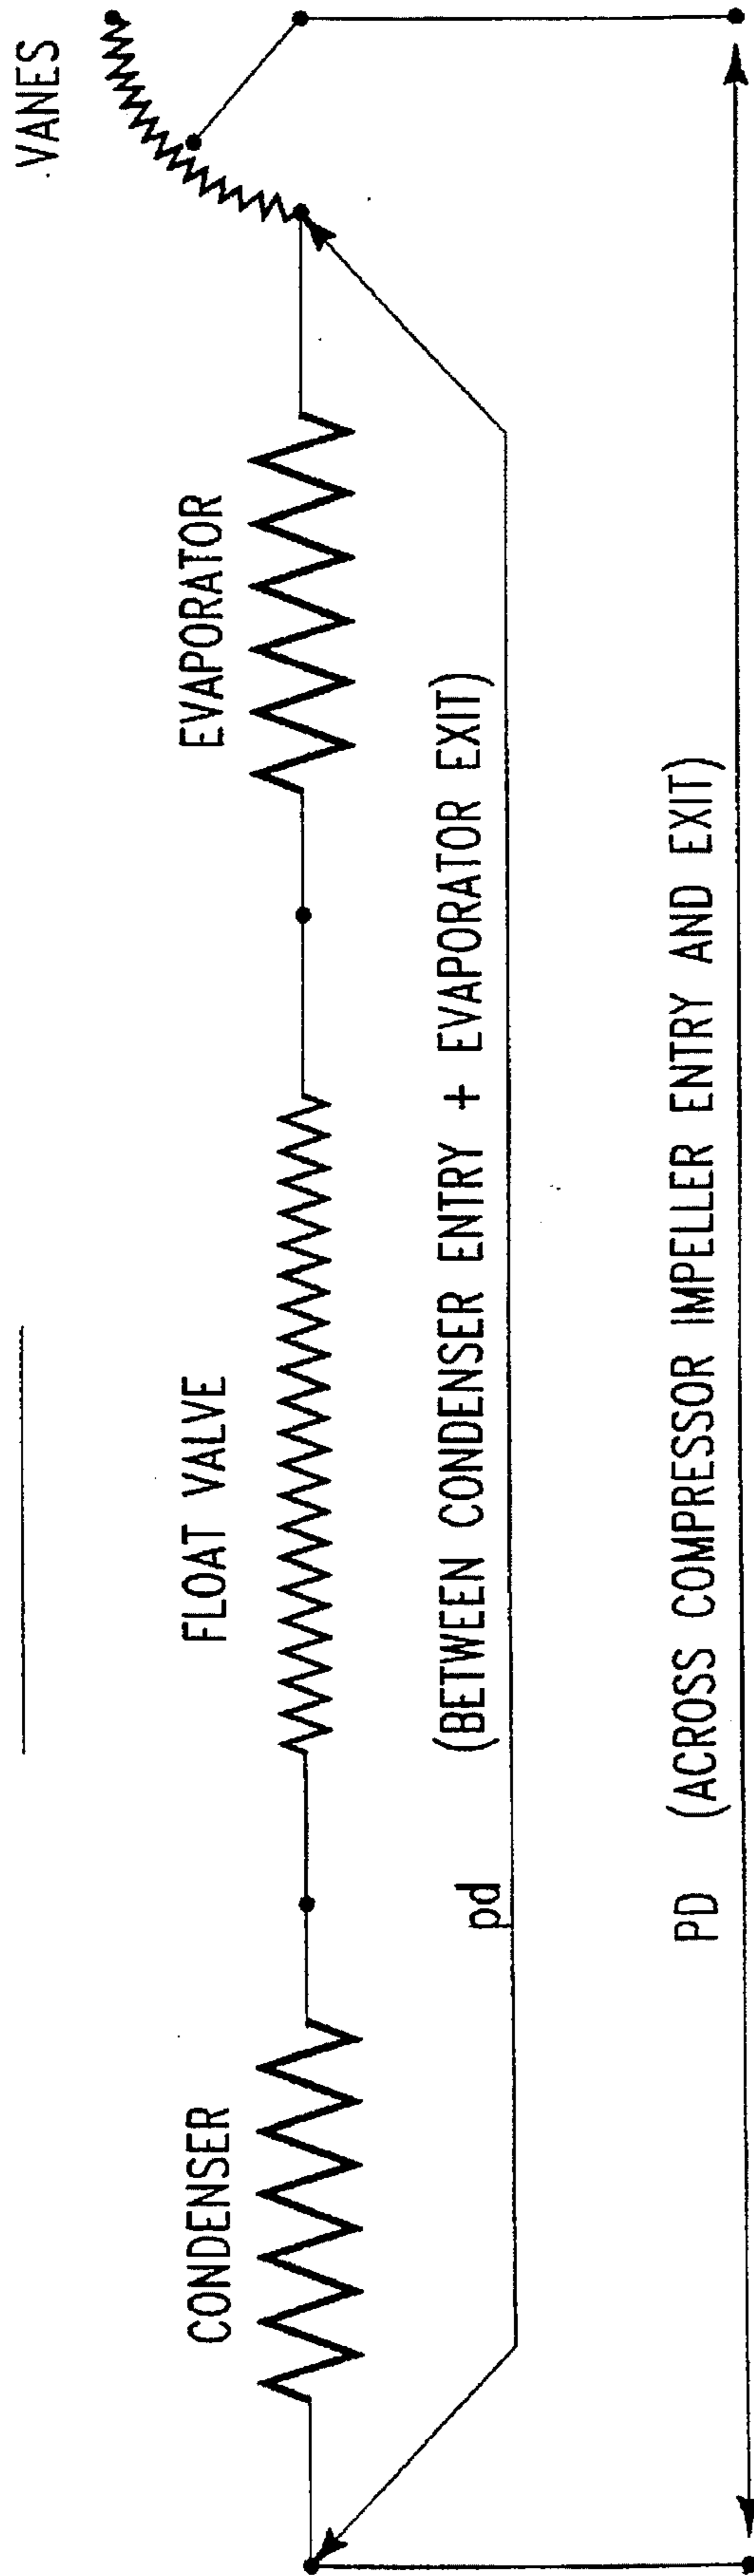 VANES
CONDENSER
FLOAT VALVE
EVAPORATOR
pd (BETWEEN CONDENSER ENTRY + EVAPORATOR EXIT)
PD (ACROSS COMPRESSOR IMPELLER ENTRY AND EXIT)